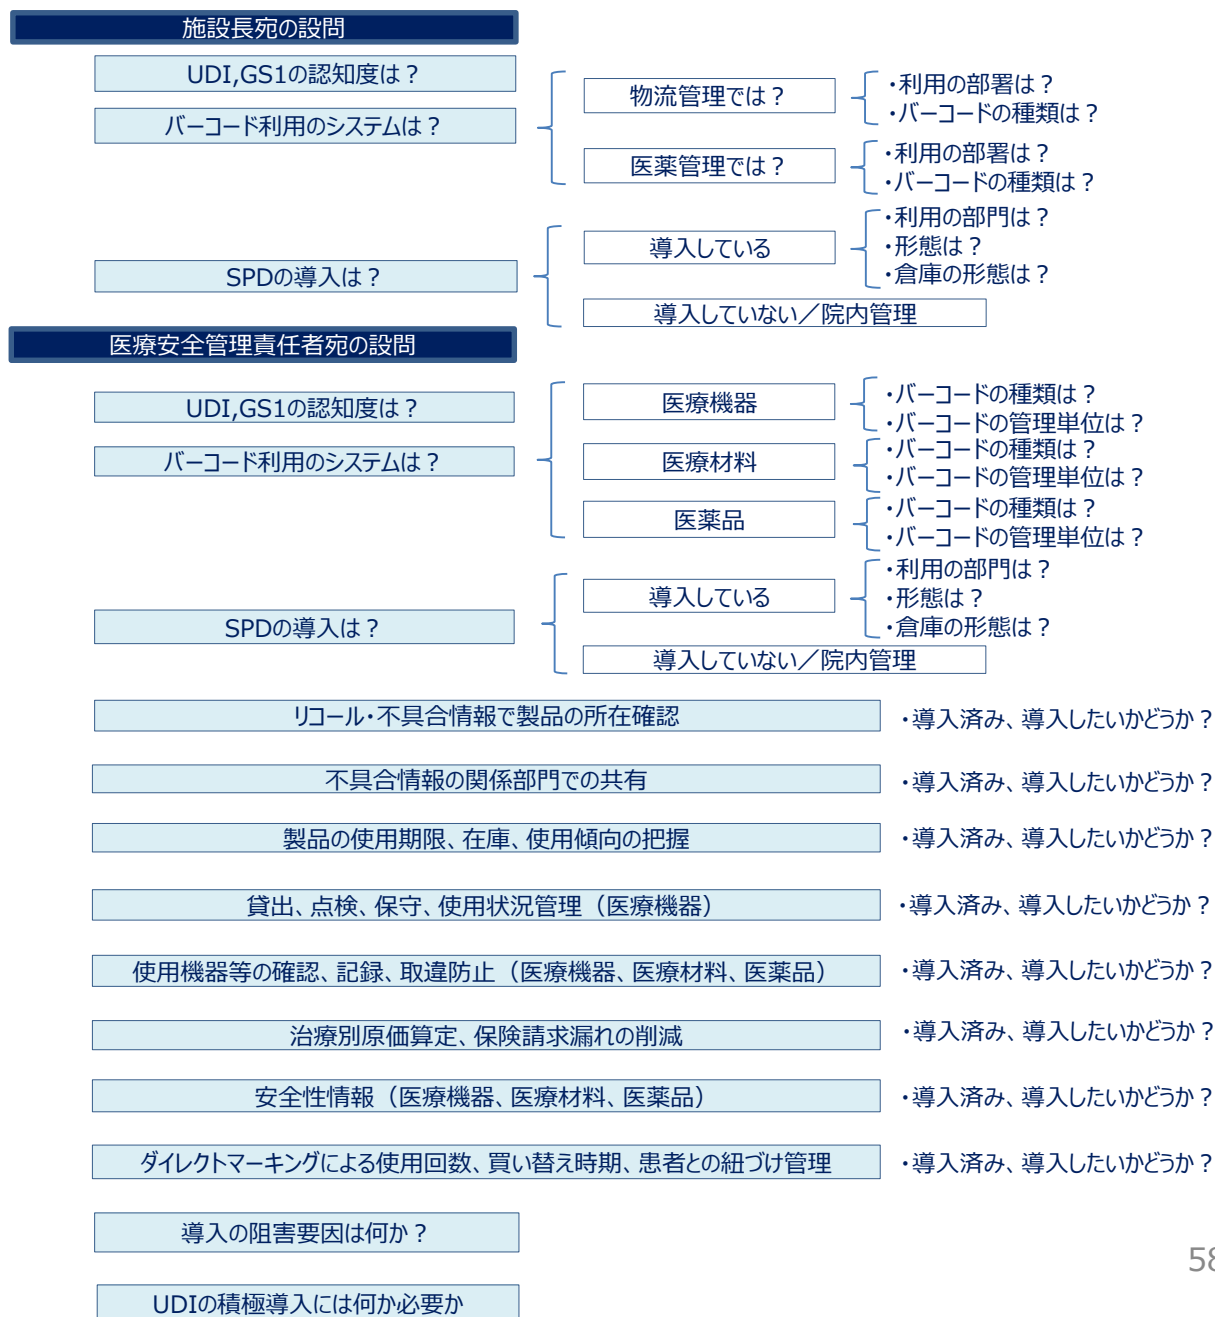 施設長宛の設問
UDI,GS1の認知度は？
バーコード利用のシステムは？
物流管理では？
・利用の部署は？
・バーコードの種類は？
医薬管理では？
・利用の部署は？
・バーコードの種類は？
SPDの導入は？
導入している
・利用の部門は？
・形態は？
・倉庫の形態は？
導入していない／院内管理
医療安全管理責任者宛の設問
UDI,GS1の認知度は？
バーコード利用のシステムは？
医療機器
・バーコードの種類は？
・バーコードの管理単位は？
医療材料
・バーコードの種類は？
・バーコードの管理単位は？
医薬品
・バーコードの種類は？
・バーコードの管理単位は？
SPDの導入は？
導入している
・利用の部門は？
・形態は？
・倉庫の形態は？
導入していない／院内管理
リコール・不具合情報で製品の所在確認
・導入済み、導入したいかどうか？
不具合情報の関係部門での共有
・導入済み、導入したいかどうか？
製品の使用期限、在庫、使用傾向の把握
・導入済み、導入したいかどうか？
貸出、点検、保守、使用状況管理（医療機器）
・導入済み、導入したいかどうか？
使用機器等の確認、記録、取違防止（医療機器、医療材料、医薬品）
・導入済み、導入したいかどうか？
治療別原価算定、保険請求漏れの削減
・導入済み、導入したいかどうか？
安全性情報（医療機器、医療材料、医薬品）
・導入済み、導入したいかどうか？
ダイレクトマーキングによる使用回数、買い替え時期、患者との紐づけ管理
・導入済み、導入したいかどうか？
導入の阻害要因は何か？
58
UDIの積極導入には何か必要か